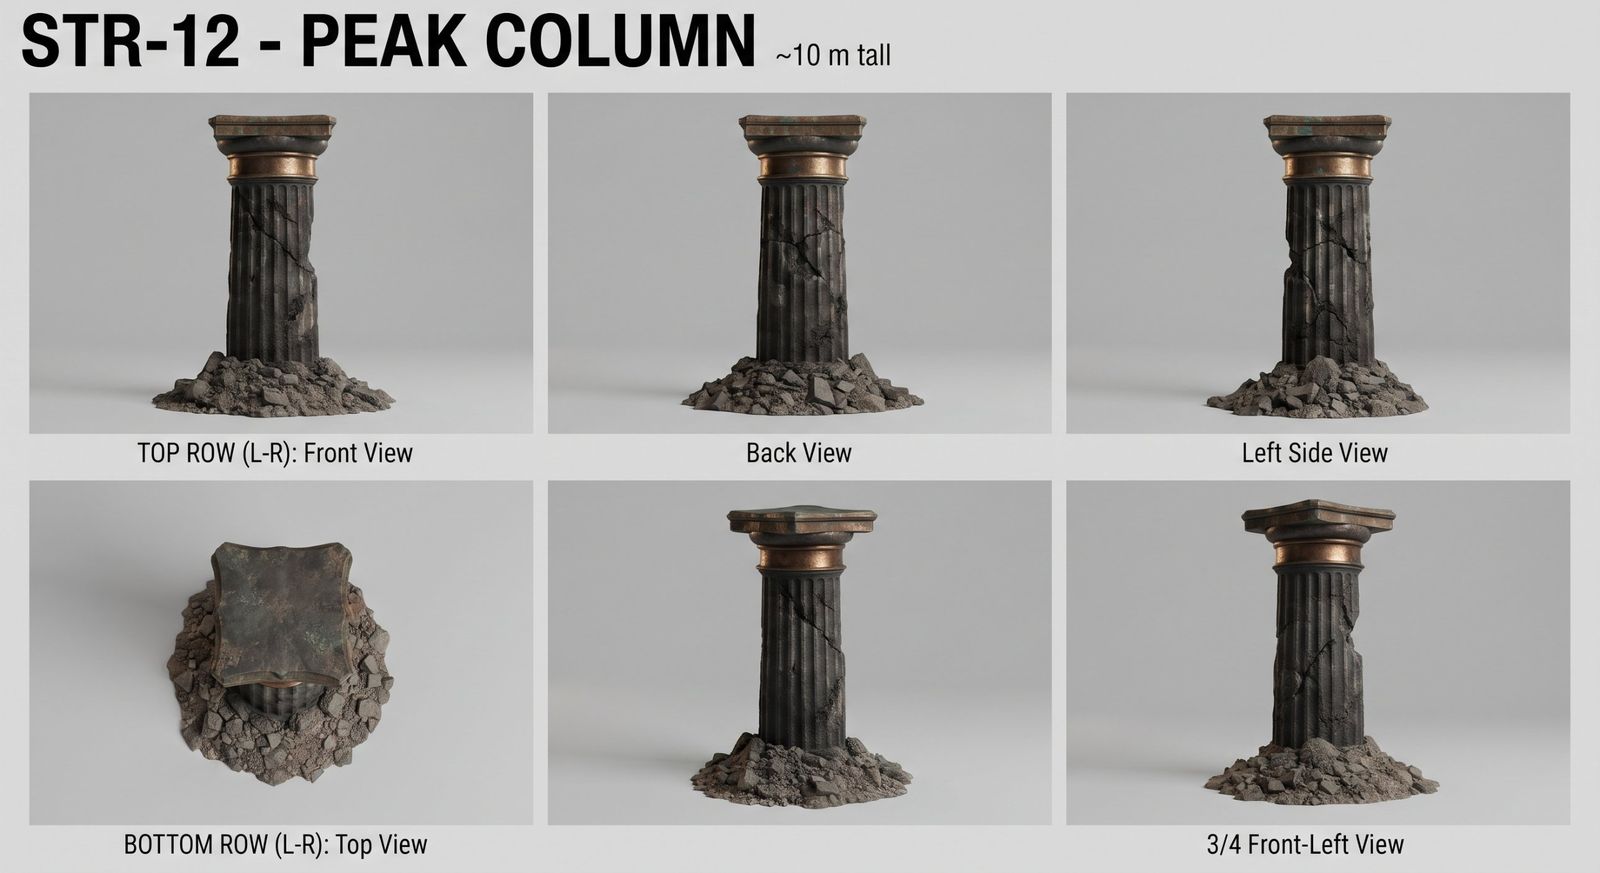 STR-12 - PEAK COLUMN ~10 m tall
TOP ROW (L-R): Front View
Back View
Left Side View
BOTTOM ROW (L-R): Top View
3/4 Front-Left View